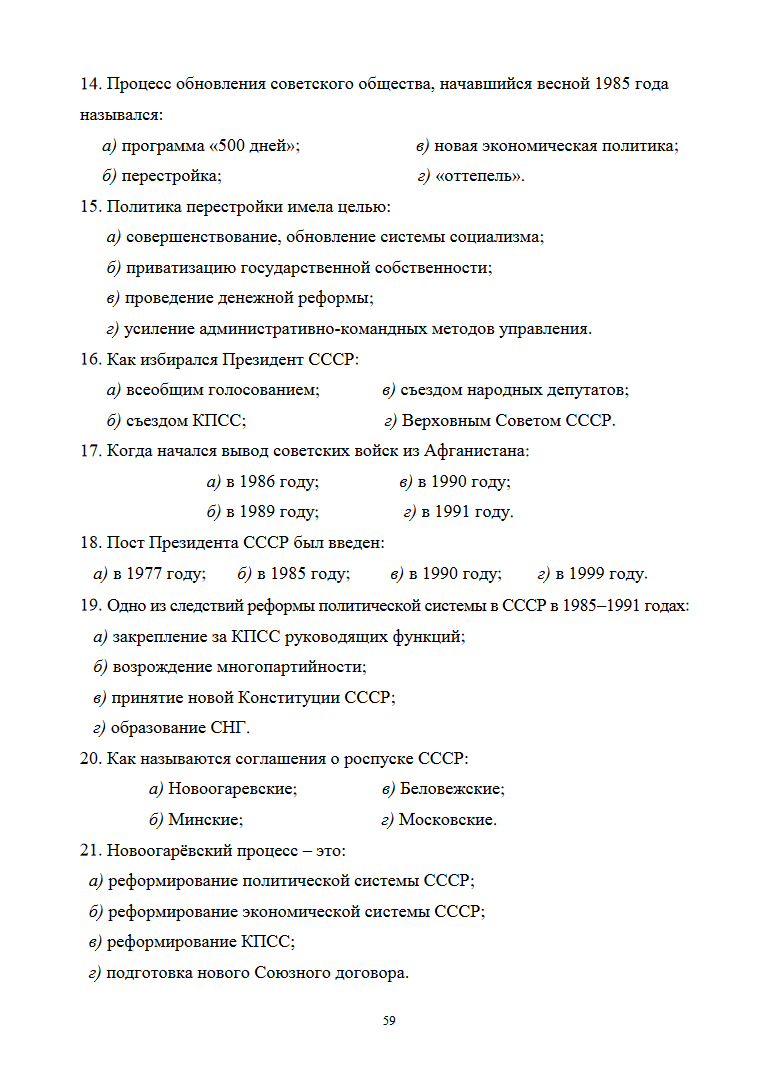 14. Процесс обновления советского общества, начавшийся весной 1985 года
назывался:
а) программа «500 дней»; в) новая экономическая политика;
б) перестройка; г) «оттепель».
15. Политика перестройки имела целью:
а) совершенствование, обновление системы социализма;
б) приватизацию государственной собственности;
в) проведение денежной реформы;
г) усиление административно-командных методов управления.
16. Как избирался Президент СССР:
а) всеобщим голосованием; в) съездом народных депутатов;
б) съездом КПСС; г) Верховным Советом СССР.
17. Когда начался вывод советских войск из Афганистана:
а) в 1986 году; в) в 1990 году;
б) в 1989 году; г) в 1991 году.
18. Пост Президента СССР был введен:
а) в 1977 году; б) в 1985 году; в) в 1990 году; г) в 1999 году.
19. Одно из следствий реформы политической системы в СССР в 1985–1991 годах:
а) закрепление за КПСС руководящих функций;
б) возрождение многопартийности;
в) принятие новой Конституции СССР;
г) образование СНГ.
20. Как называются соглашения о роспуске СССР:
а) Новоогаревские; в) Беловежские;
б) Минские; г) Московские.
21. Новоогарёвский процесс – это:
а) реформирование политической системы СССР;
б) реформирование экономической системы СССР;
в) реформирование КПСС;
г) подготовка нового Союзного договора.
59